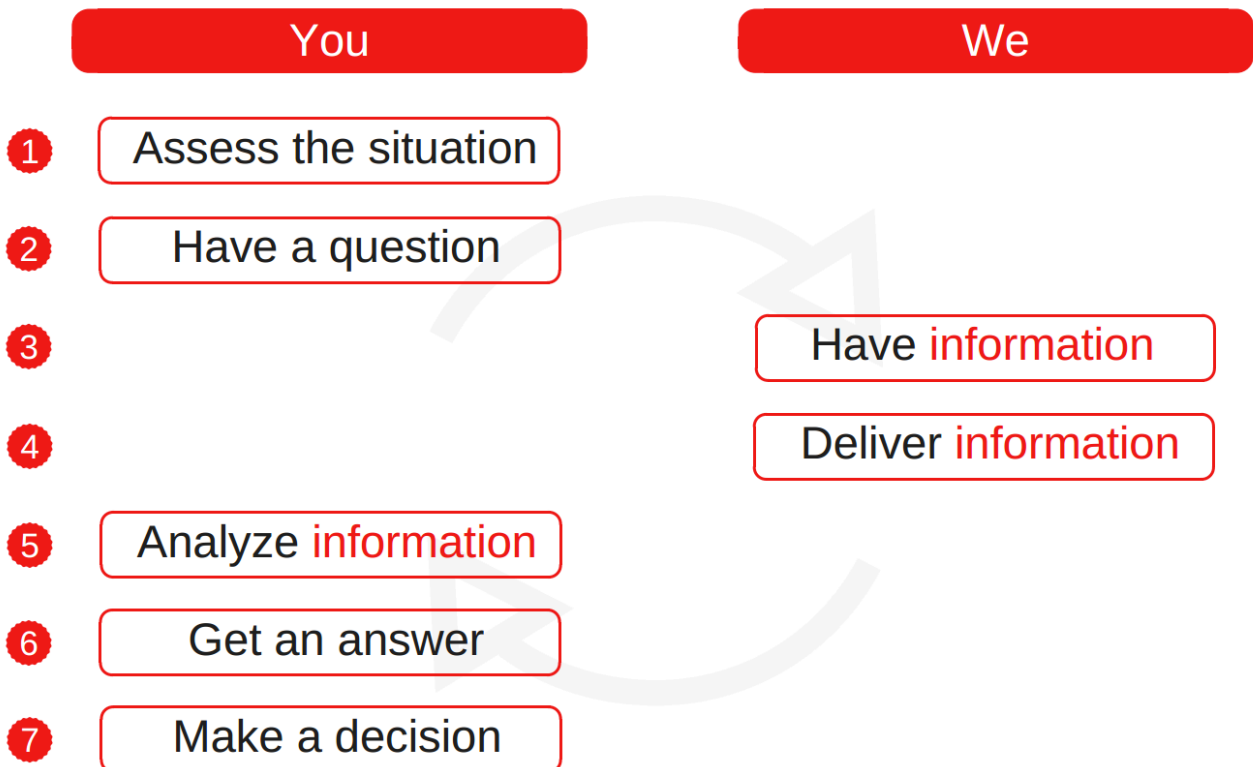 You
We
1 Assess the situation
2 Have a question
3 Have information
4 Deliver information
5 Analyze information
6 Get an answer
7 Make a decision